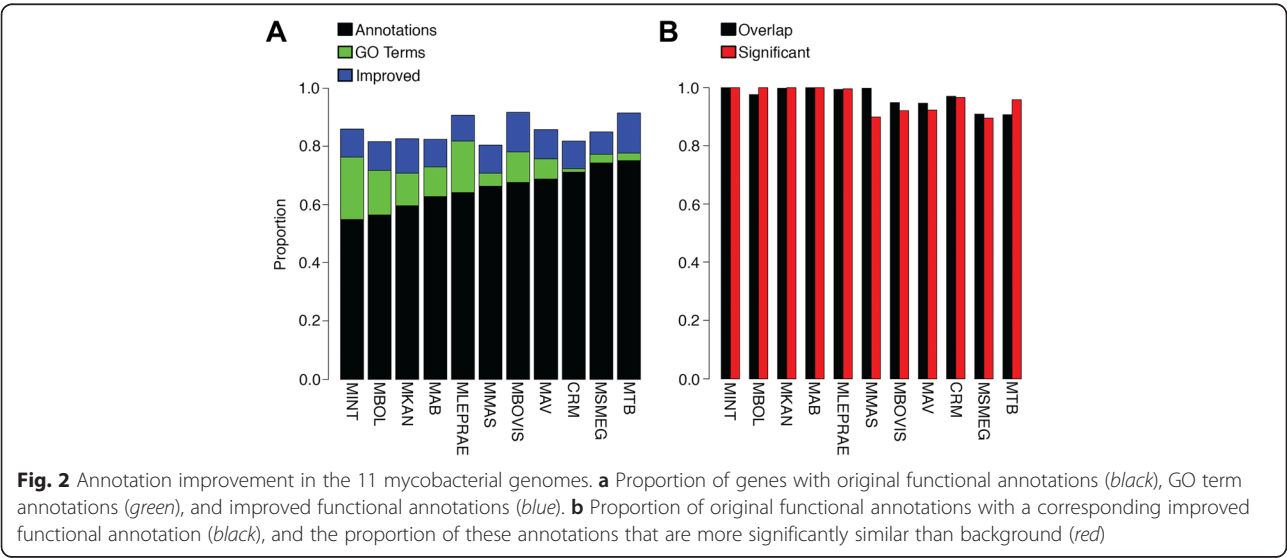 A
Annotations
GO Terms
Improved
Proportion
1.0
0.8
0.6
0.4
0.2
0.0
MINT
MBOL
MKAN
MAB
MLEPRAE
MMAS
MBOVIS
MAV
CRM
MSMEG
MTB
B
Overlap
Significant
1.0
0.8
0.6
0.4
0.2
0.0
MINT
MBOL
MKAN
MAB
MLEPRAE
MMAS
MBOVIS
MAV
CRM
MSMEG
MTB
Fig. 2 Annotation improvement in the 11 mycobacterial genomes. a Proportion of genes with original functional annotations (black), GO term
annotations (green), and improved functional annotations (blue). b Proportion of original functional annotations with a corresponding improved
functional annotation (black), and the proportion of these annotations that are more significantly similar than background (red)